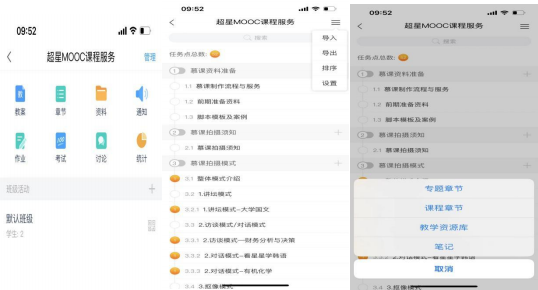 09:52
超星MOOC课程服务
管理
教案
章节
资料
通知
作业
考试
讨论
统计
班级活动
默认班级
学生: 2
09:52
超星MOOC课程服务
搜索
导入
导出
排序
设置
任务点总数:
1 慕课资料准备
1.1 慕课制作流程与服务
1.2 前期准备资料
1.3 脚本模板及案例
2 慕课拍摄须知
2.1 慕课拍摄须知
3 慕课拍摄模式
3.1 整体模式介绍
3.2 1.讲坛模式
3.2.1 1.讲坛模式-大学国文
3.3 2.访谈模式/对话模式
3.3.1 2.访谈模式—财务分析与决策
3.3.2 2.对话模式-看星星学韩语
3.3.3 2.对话模式-有机化学
3.4 3.抠像模式
09:52
超星MOOC课程服务
搜索
任务点总数:
1 慕课资料准备
1.1 慕课制作流程与服务
1.2 前期准备资料
1.3 脚本模板及案例
2 慕课拍摄须知
2.1 慕课拍摄须知
3 慕课拍摄模式
专题章节
课程章节
教学资源库
笔记
取消
3.4 3.抠像模式